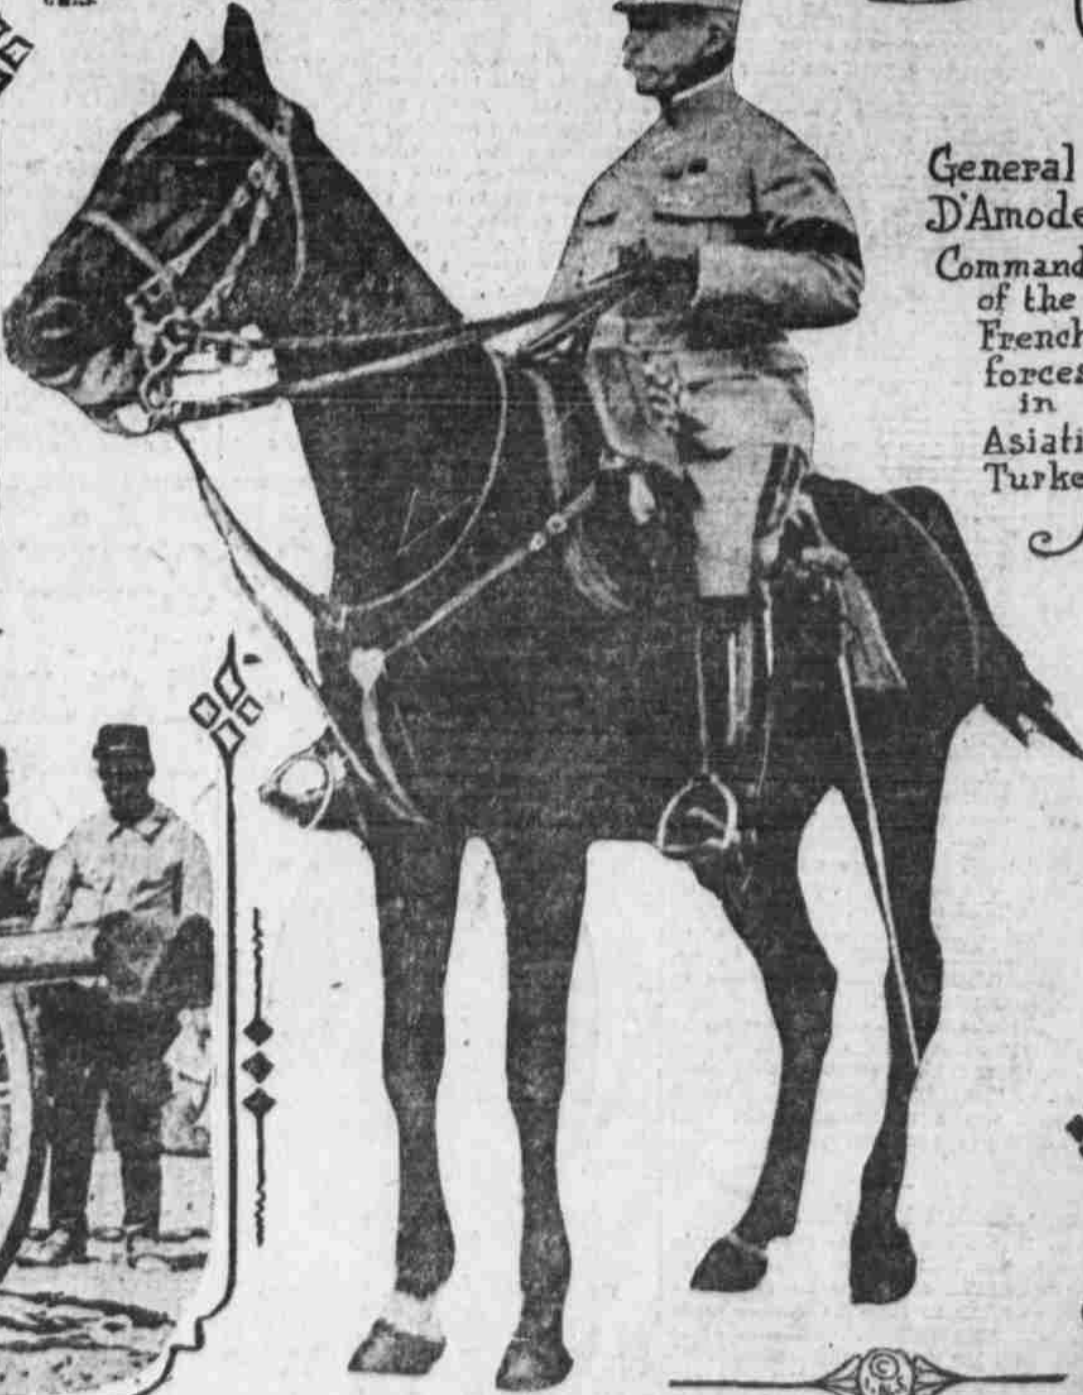 General
D'Amode
Command
of the
French
forces
in
Asiati
Turke
©
I.N.S.